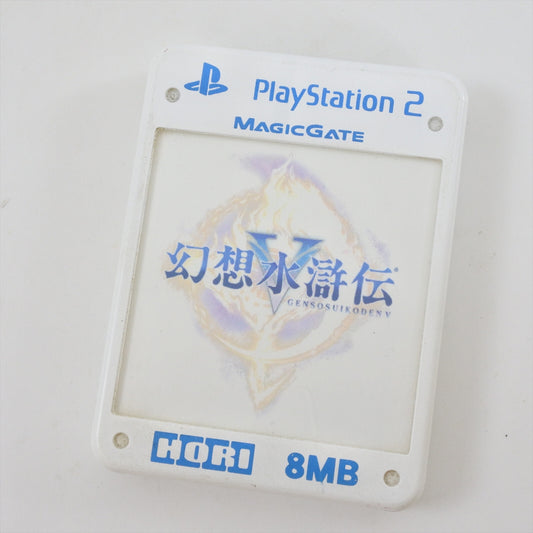 PlayStation 2
MAGICGATE
V
幻想水滸伝
GENSOSUIKODEN V
HORI 8MB